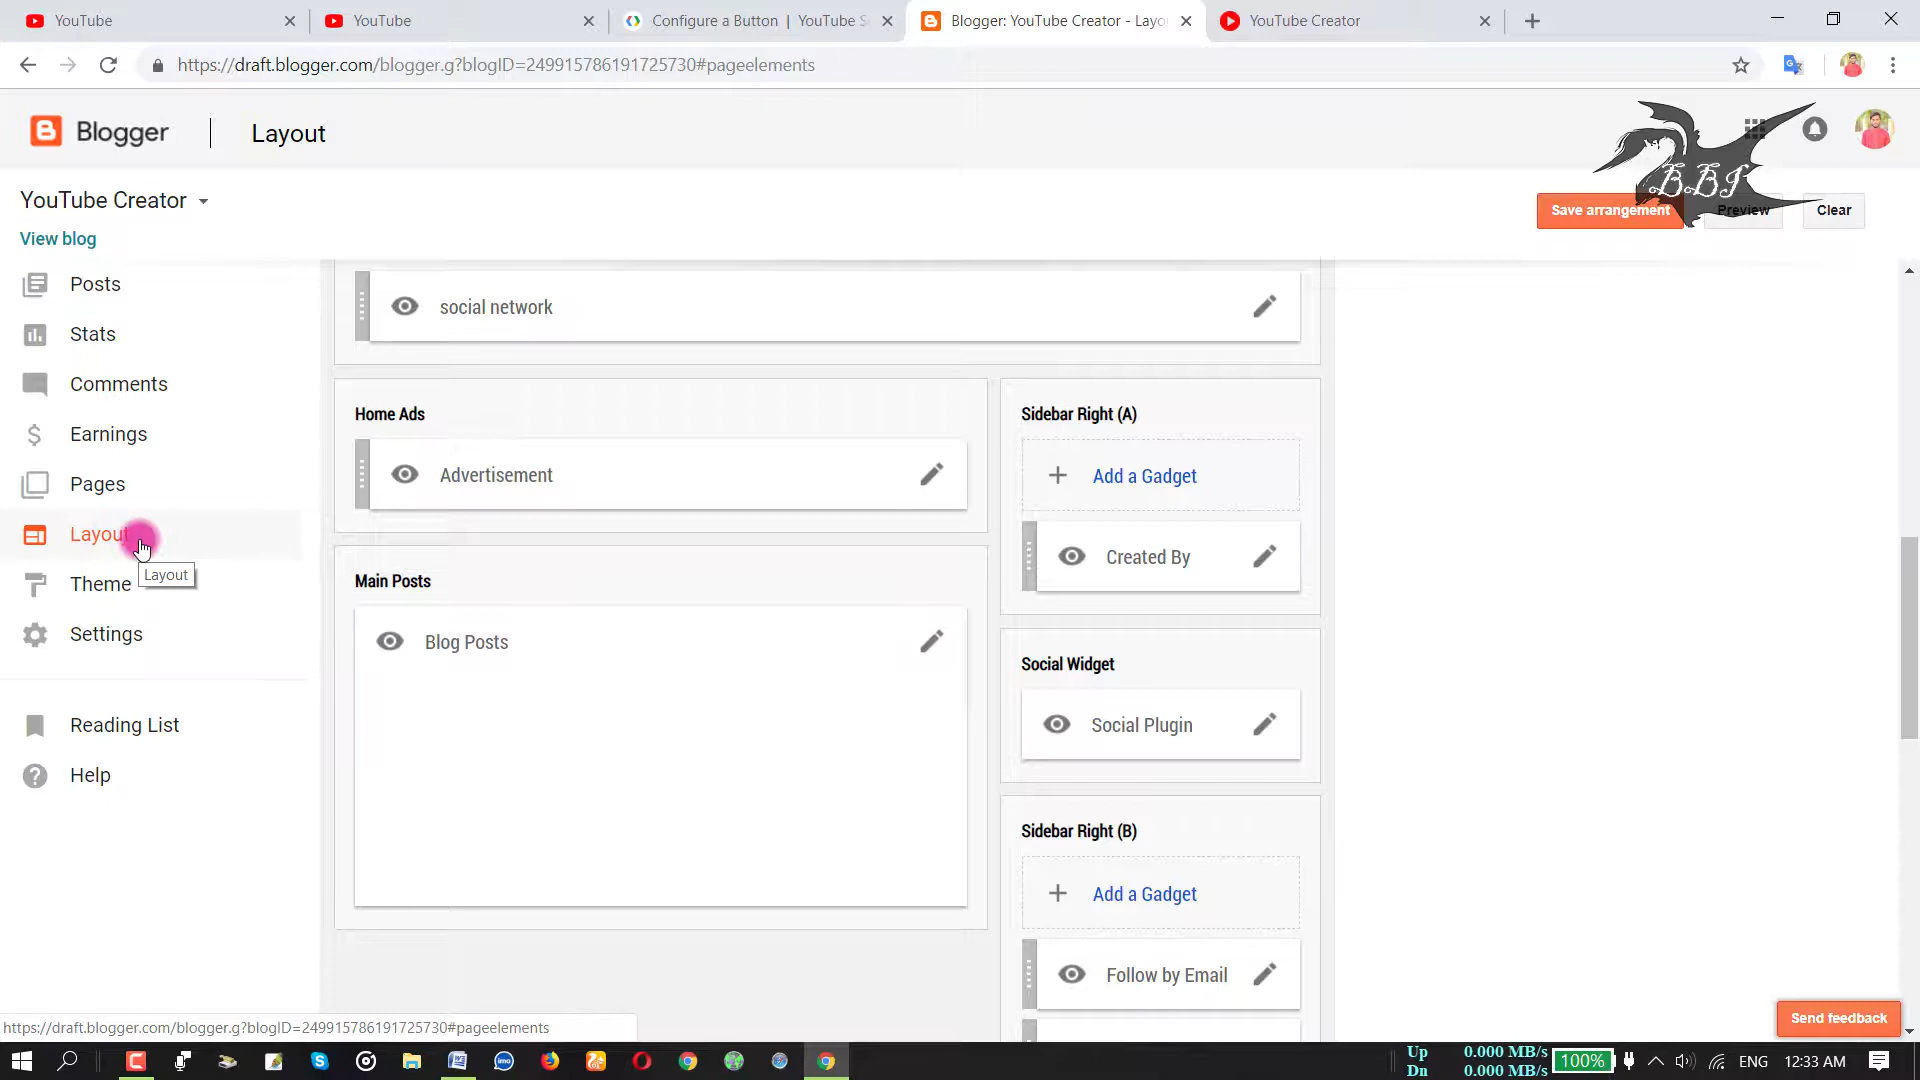 YouTube
YouTube
Configure a Button | YouTube S
Blogger: YouTube Creator - Layo
YouTube Creator
https://draft.blogger.com/blogger.g?blogID=249915786191725730#pageelements
Blogger
Layout
BBJ
YouTube Creator
View blog
Save arrangement
Preview
Clear
Posts
Stats
Comments
Earnings
Pages
Layout
Layout
Theme
Settings
Reading List
Help
social network
Home Ads
Advertisement
Main Posts
Blog Posts
Sidebar Right (A)
Add a Gadget
Created By
Social Widget
Social Plugin
Sidebar Right (B)
Add a Gadget
Follow by Email
Send feedback
https://draft.blogger.com/blogger.g?blogID=249915786191725730#pageelements
imo
Up 0.000 MB/s
Dn 0.000 MB/s
100%
ENG
12:33 AM